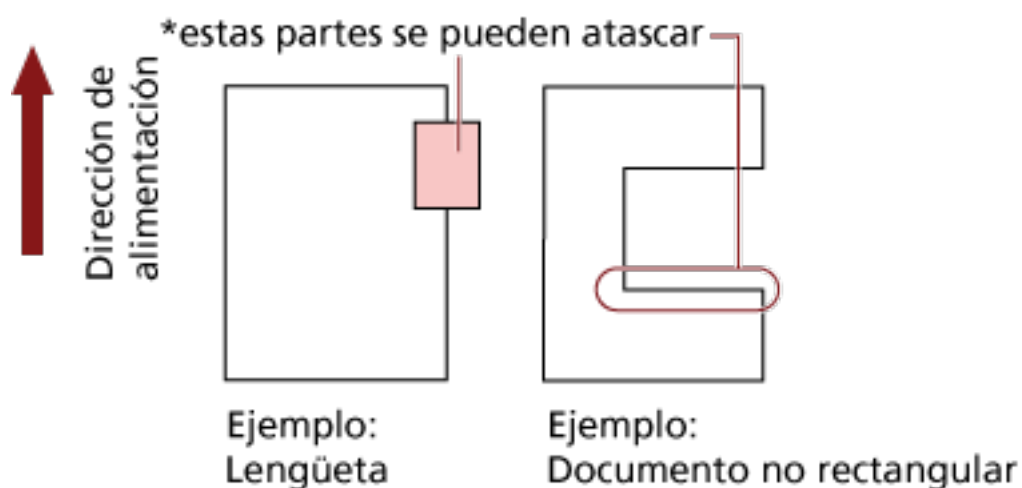 *estas partes se pueden atascar
Dirección de
alimentación
Ejemplo:
Lengüeta
Ejemplo:
Documento no rectangular